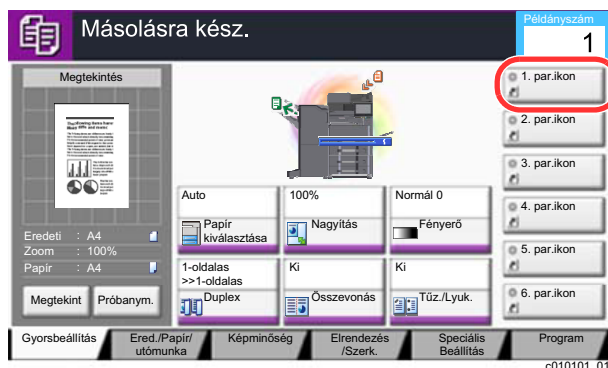 Másolásra kész.
Példányszám
1
Megtekintés
Eredeti : A4
Zoom : 100%
Papír : A4
Megtekint
Próbanym.
Auto
Papír
kiválasztása
100%
Nagyítás
Normál 0
Fényerő
1-oldalas
>>1-oldalas
Duplex
Ki
Összevonás
Ki
Tűz./Lyuk.
1. par.ikon
2. par.ikon
3. par.ikon
4. par.ikon
5. par.ikon
6. par.ikon
Gyorsbeállítás
Ered./Papír/
utómunka
Képminőség
Elrendezés
/Szerk.
Speciális
Beállítás
Program
c010101_01